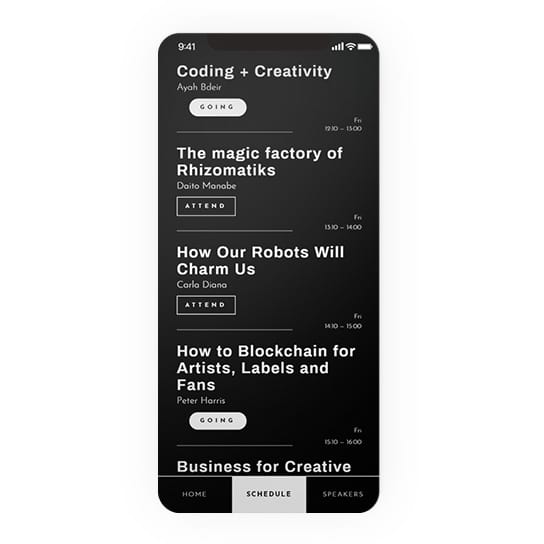 9:41
Coding + Creativity
Ayah Bdeir
GOING
Fri
12:10 – 13:00
The magic factory of
Rhizomatiks
Daito Manabe
ATTEND
Fri
13:10 – 14:00
How Our Robots Will
Charm Us
Carla Diana
ATTEND
Fri
14:10 – 15:00
How to Blockchain for
Artists, Labels and
Fans
Peter Harris
GOING
Fri
15:10 – 16:00
Business for Creative
HOME SCHEDULE SPEAKERS